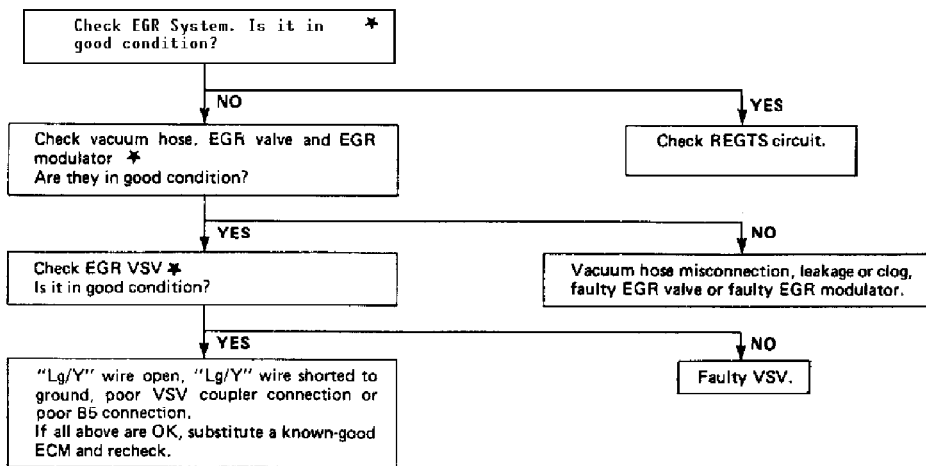 Check EGR System. Is it in ★
good condition?
NO
YES
Check vacuum hose, EGR valve and EGR
modulator ★
Are they in good condition?
Check REGTS circuit.
YES
NO
Check EGR VSV ★
Is it in good condition?
Vacuum hose misconnection, leakage or clog,
faulty EGR valve or faulty EGR modulator.
YES
NO
"Lg/Y" wire open, "Lg/Y" wire shorted to
ground, poor VSV coupler connection or
poor B5 connection.
If all above are OK, substitute a known-good
ECM and recheck.
Faulty VSV.